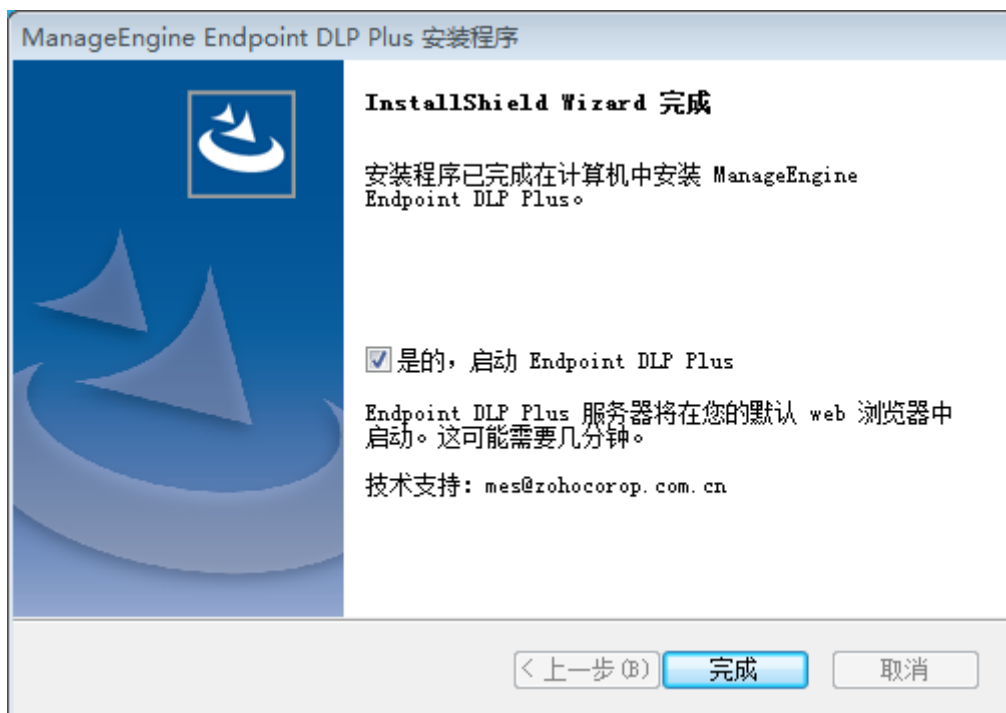 ManageEngine Endpoint DLP Plus 安装程序
InstallShield Wizard 完成
安装程序已完成在计算机中安装 ManageEngine
Endpoint DLP Plus。
是的，启动 Endpoint DLP Plus
Endpoint DLP Plus 服务器将在您的默认 web 浏览器中
启动。这可能需要几分钟。
技术支持：mes@zohocorop.com.cn
< 上一步(B)
完成
取消